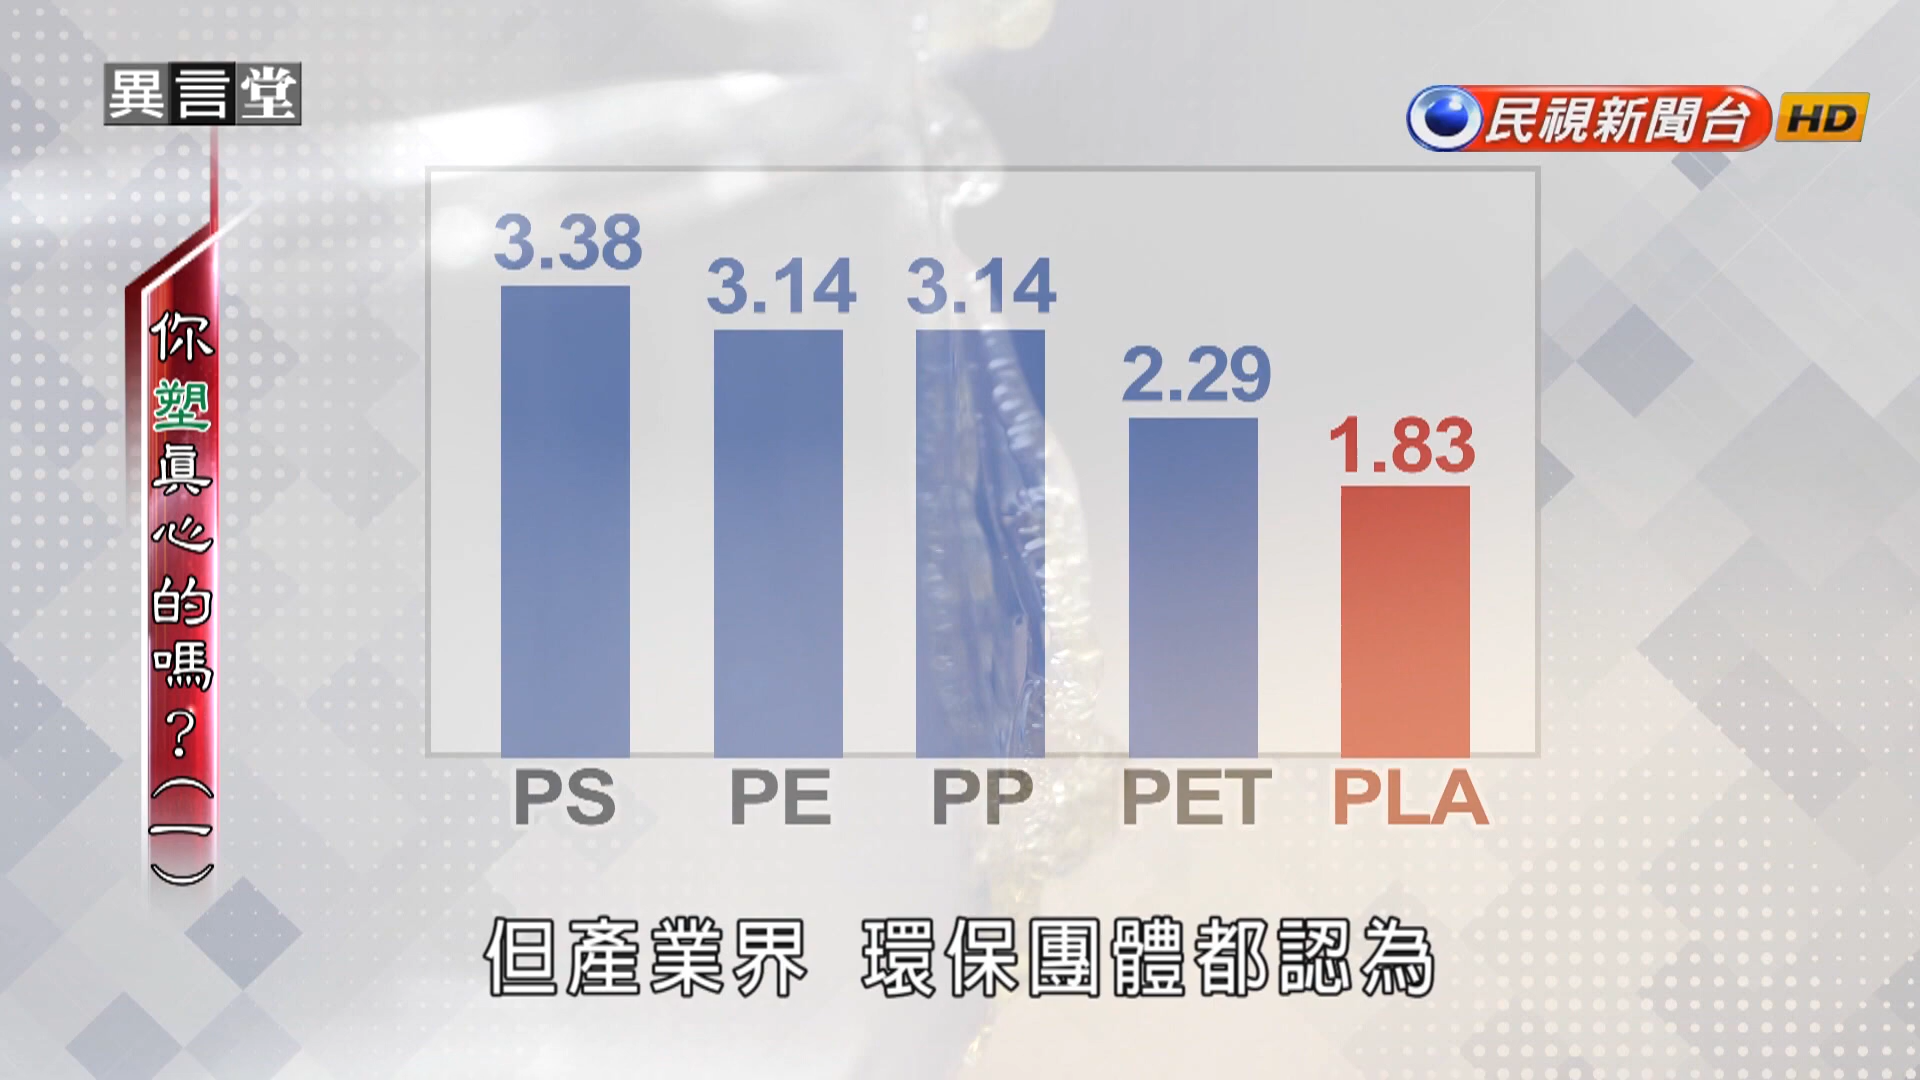 異言堂
民視新聞台 HD
你塑真心的嗎？（一）
3.38
3.14
3.14
2.29
1.83
PS
PE
PP
PET
PLA
但產業界 環保團體都認為